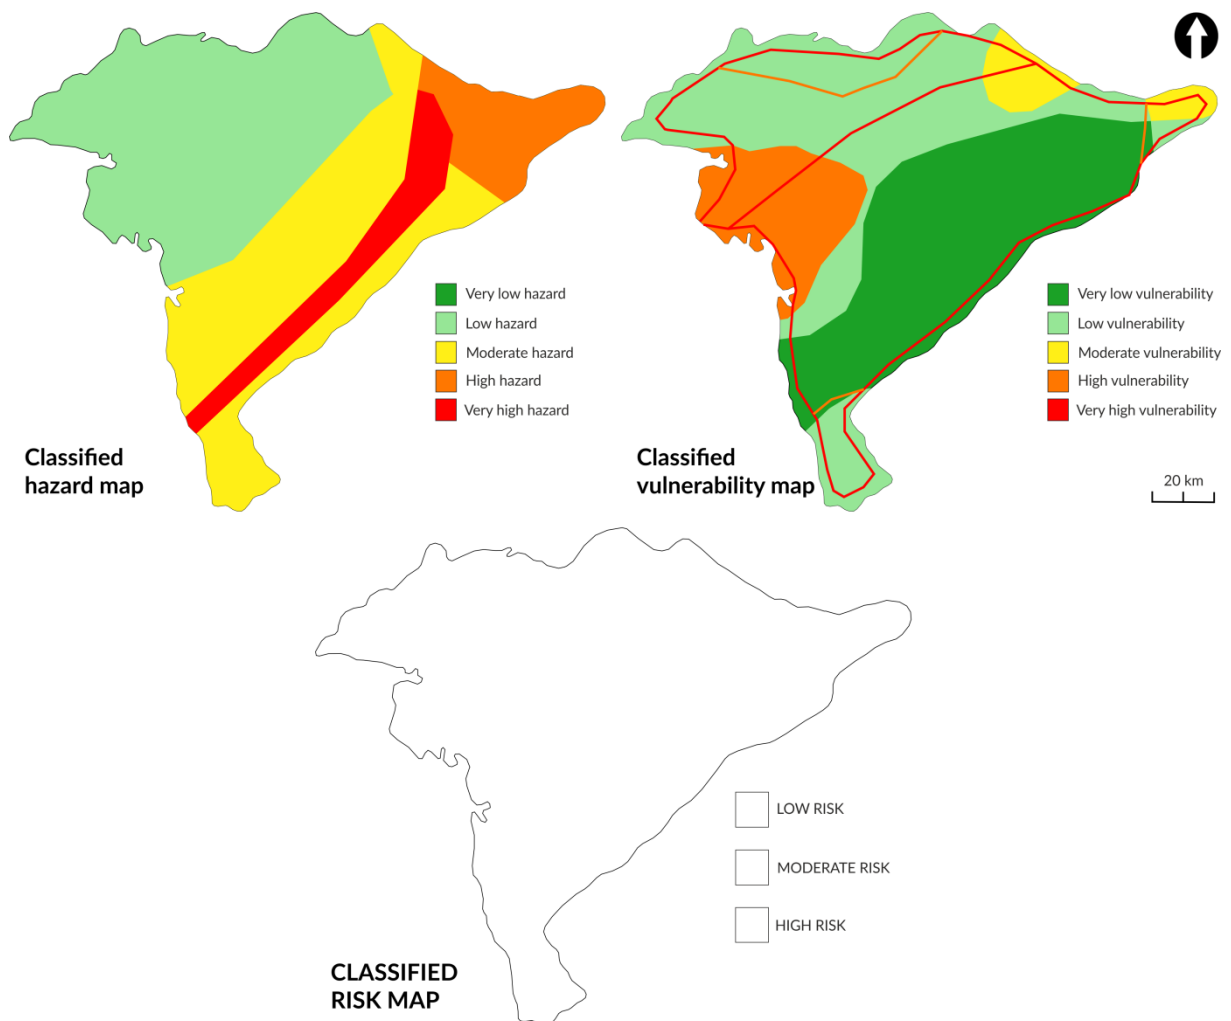 Very low hazard
Low hazard
Moderate hazard
High hazard
Very high hazard
Classified
hazard map
Very low vulnerability
Low vulnerability
Moderate vulnerability
High vulnerability
Very high vulnerability
Classified
vulnerability map
20 km
LOW RISK
MODERATE RISK
HIGH RISK
CLASSIFIED
RISK MAP